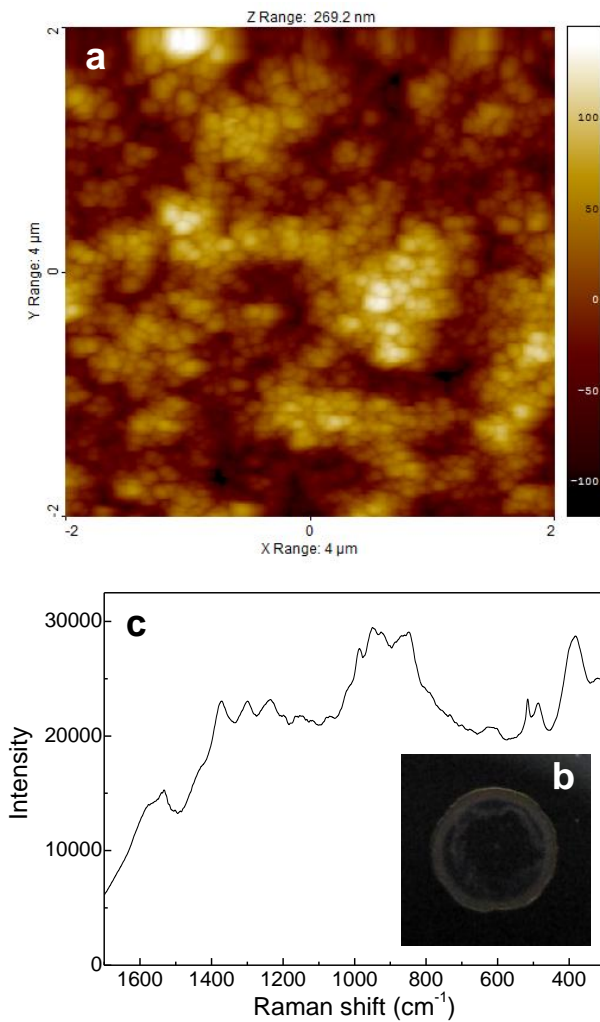 Z Range: 269.2 nm
a
2
0
-2
Y Range: 4 µm
-2 0 2
X Range: 4 µm
100
50
0
-50
-100
c
30000
20000
10000
0
Intensity
b
1600 1400 1200 1000 800 600 400
Raman shift (cm⁻¹)